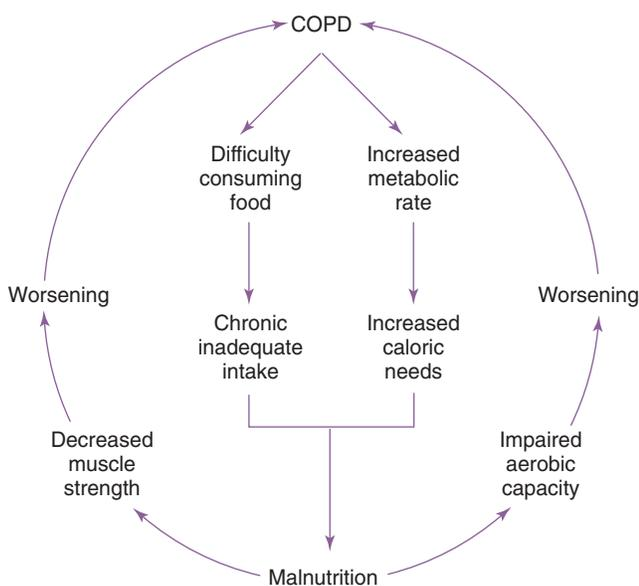 COPD
Difficulty
consuming
food
Increased
metabolic
rate
Worsening
Worsening
Chronic
inadequate
intake
Increased
caloric
needs
Decreased
muscle
strength
Impaired
aerobic
capacity
Malnutrition